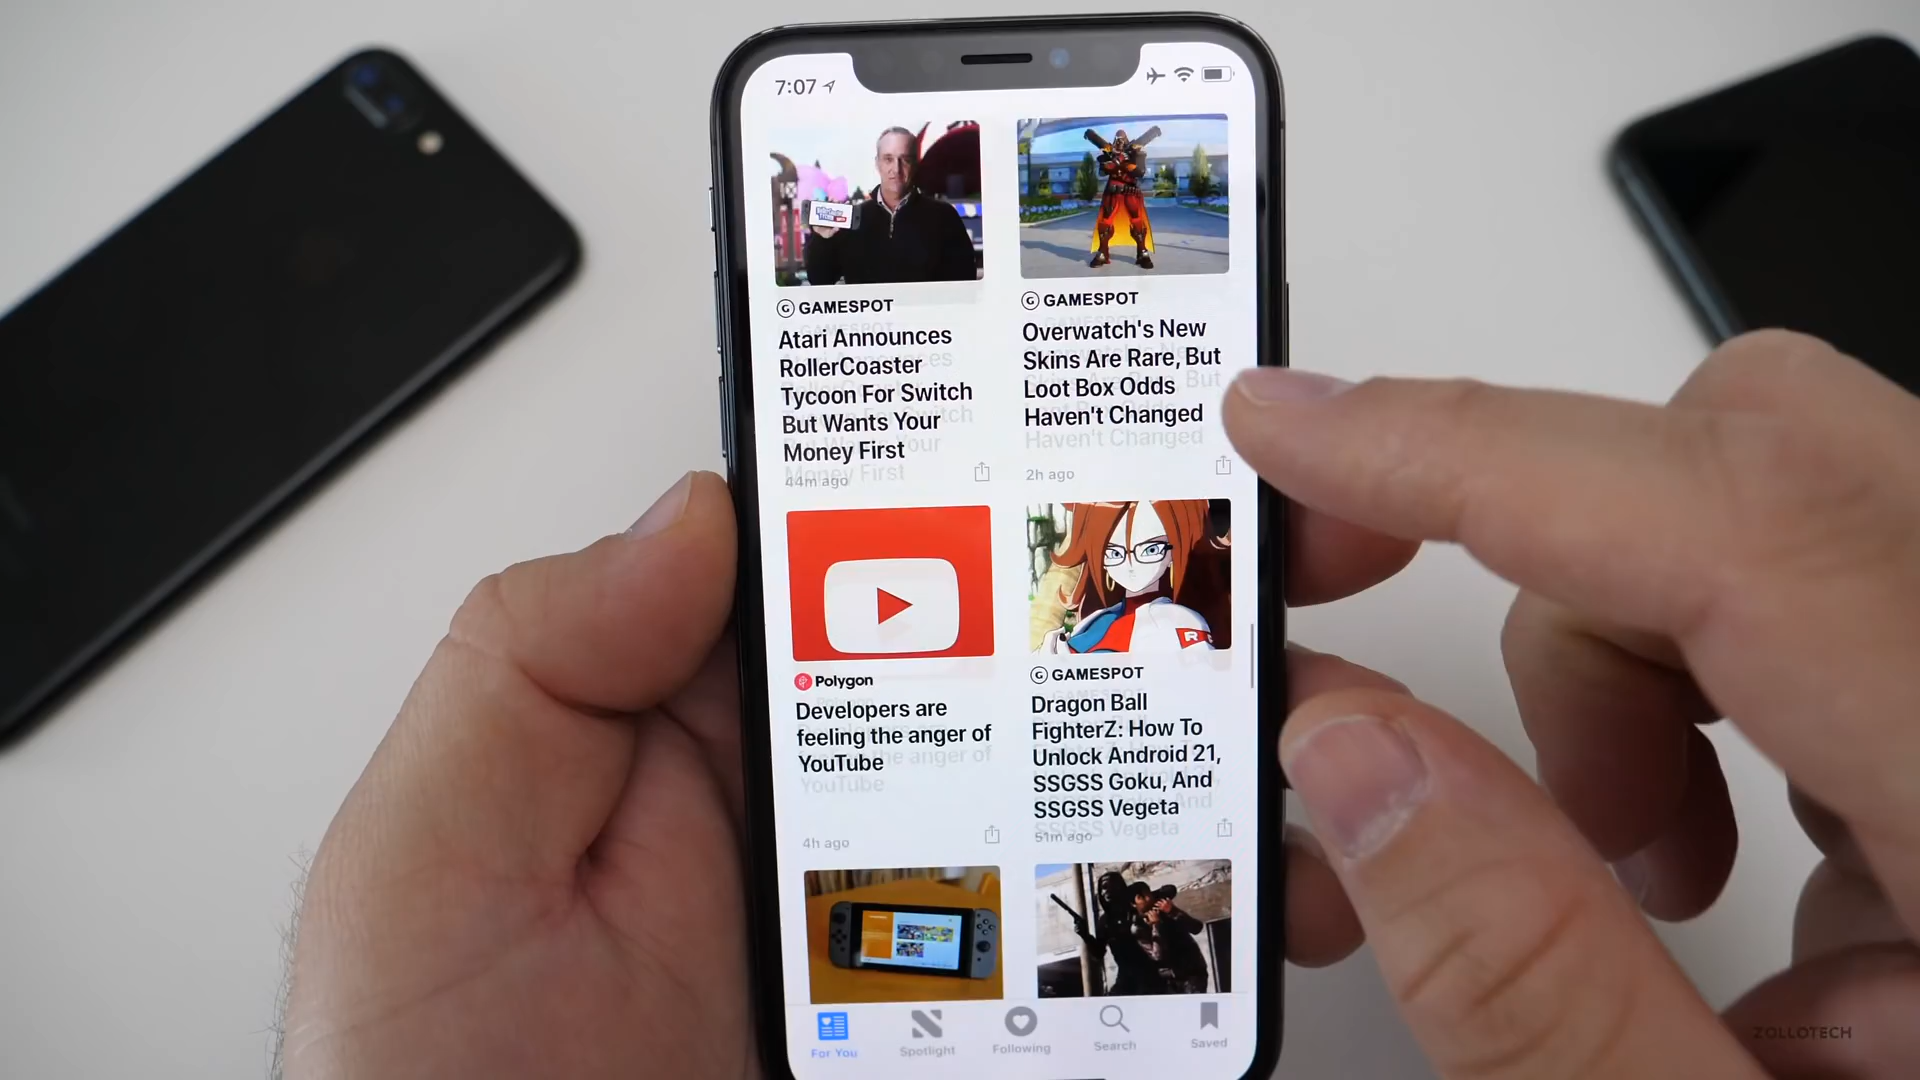 7:07
GAMESPOT
Atari Announces
RollerCoaster
Tycoon For Switch
But Wants Your
Money First
44m ago
GAMESPOT
Overwatch's New
Skins Are Rare, But
Loot Box Odds
Haven't Changed
2h ago
Polygon
Developers are
feeling the anger of
YouTube
4h ago
GAMESPOT
Dragon Ball
FighterZ: How To
Unlock Android 21,
SSGSS Goku, And
SSGSS Vegeta
51m ago
For You
Spotlight
Following
Search
Saved
ZOLLOTECH